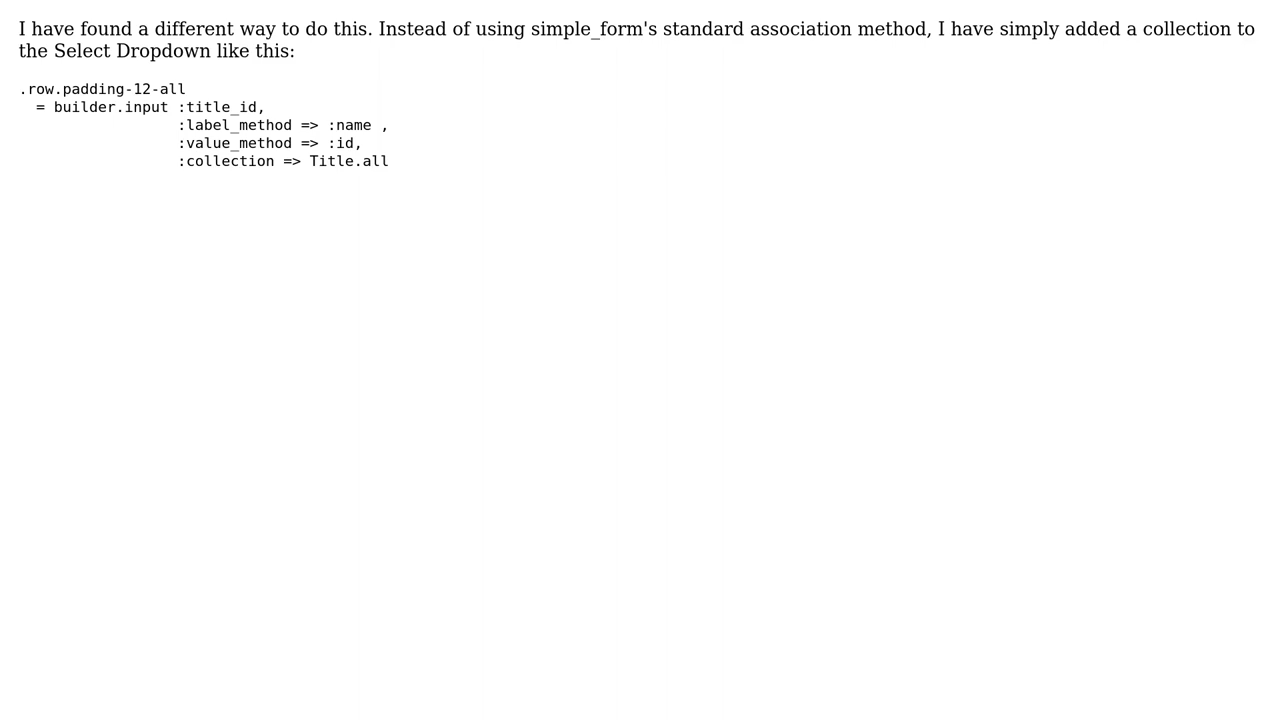 I have found a different way to do this. Instead of using simple_form's standard association method, I have simply added a collection to
the Select Dropdown like this:
.row.padding-12-all
  = builder.input :title_id,
                  :label_method => :name ,
                  :value_method => :id,
                  :collection => Title.all